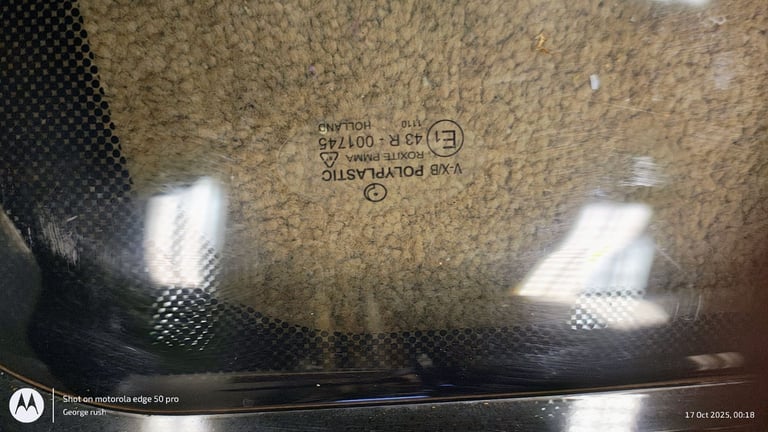 V-X/B POLYPLASTIC
ROXITE PMMA
E1 43 R - 001745
1110 HOLLAND
Shot on motorola edge 50 pro
George rush
17 Oct 2025, 00:18